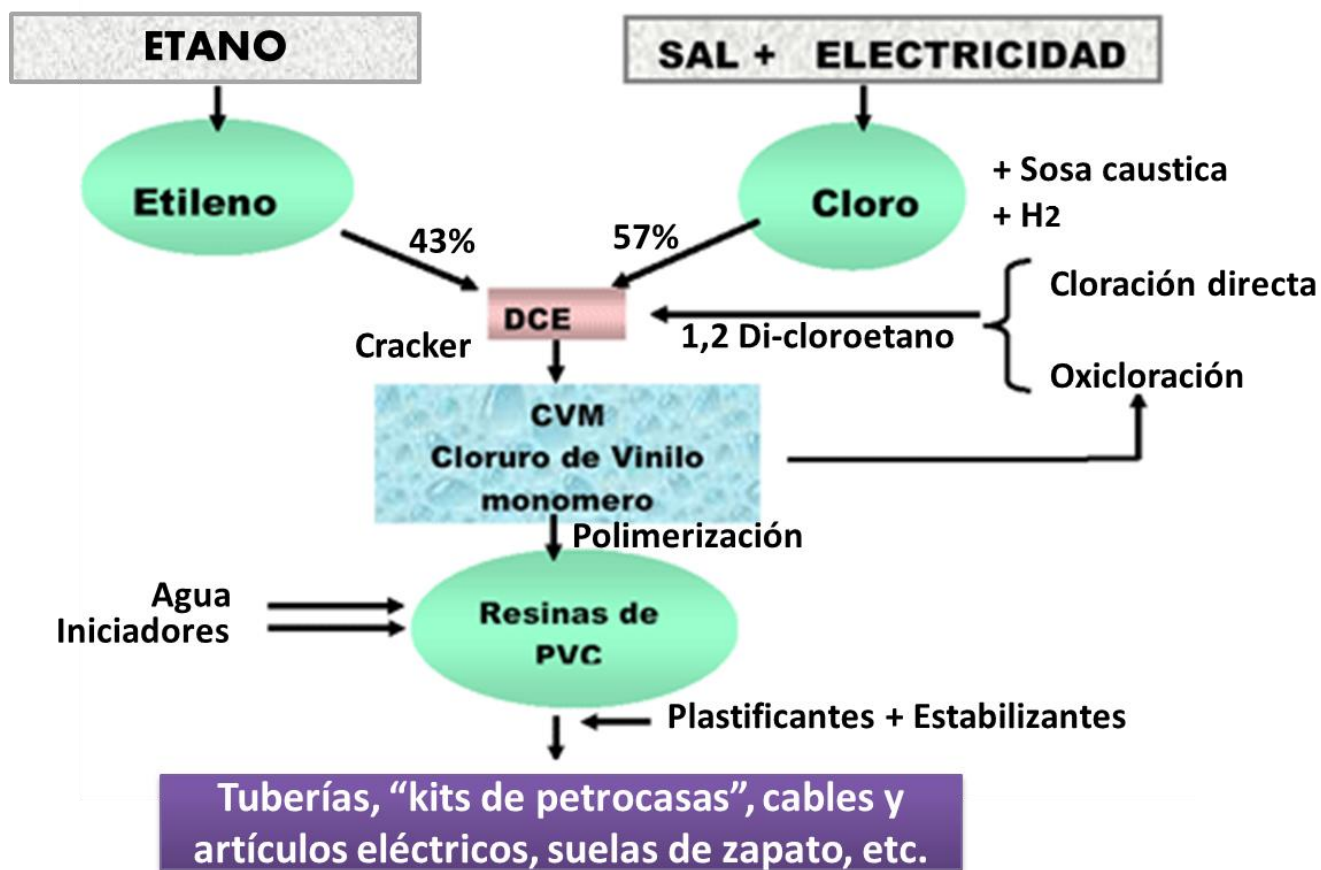 ETANO
SAL + ELECTRICIDAD
Etileno
Cloro
+ Sosa caustica
+ H2
43%
57%
Cloración directa
DCE
1,2 Di-cloroetano
Cracker
Oxicloración
CVM
Cloruro de Vinilo
monomero
Polimerización
Agua
Iniciadores
Resinas de
PVC
Plastificantes + Estabilizantes
Tuberías, “kits de petrocasas”, cables y
artículos eléctricos, suelas de zapato, etc.